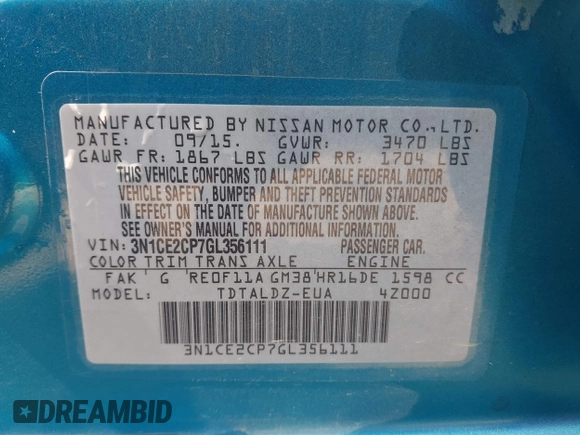 MANUFACTURED BY NISSAN MOTOR CO.,LTD.
DATE: 09/15. GVWR: 3470 LBS
GAWR FR: 1867 LBS GAWR RR: 1704 LBS
THIS VEHICLE CONFORMS TO ALL APPLICABLE FEDERAL MOTOR
VEHICLE SAFETY, BUMPER AND THEFT PREVENTION STANDARDS
IN EFFECT ON THE DATE OF MANUFACTURE SHOWN ABOVE.
SEE OWNER'S MANUAL FOR ADDITIONAL INFORMATION.
VIN: 3N1CE2CP7GL356111 PASSENGER CAR.
COLOR TRIM TRANS AXLE ENGINE
FAK' G 'RE0F11A GM38'HR16DE 1598 CC
MODEL: TDTALDZ-EUA 4Z000
3N1CE2CP7GL356111
DREAMBID